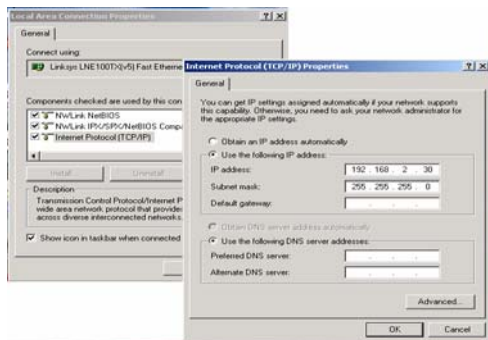 Local Area Connection Properties
General
Connect using:
Linksys LNE100TX(v5) Fast Etherne
Components checked are used by this con
NWLink NetBIOS
NWLink IPX/SPX/NetBIOS Compa
Internet Protocol (TCP/IP)
Install...
Uninstall
Description
Transmission Control Protocol/Internet P
wide area network protocol that provides
across diverse interconnected networks.
Show icon in taskbar when connected
Internet Protocol (TCP/IP) Properties
General
You can get IP settings assigned automatically if your network supports
this capability. Otherwise, you need to ask your network administrator for
the appropriate IP settings.
Obtain an IP address automatically
Use the following IP address:
IP address: 192 . 168 . 2 . 30
Subnet mask: 255 . 255 . 255 . 0
Default gateway: . . .
Obtain DNS server address automatically
Use the following DNS server addresses:
Preferred DNS server: . . .
Alternate DNS server: . . .
Advanced...
OK Cancel